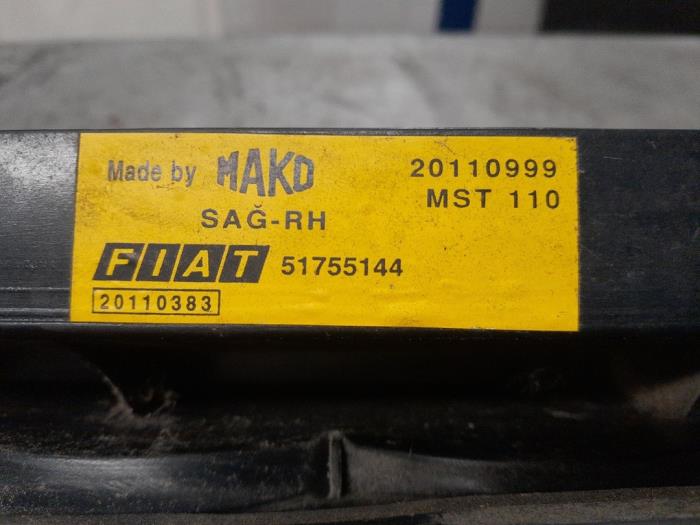 Made by MAKO 20110999
MST 110
SAĞ-RH
FIAT 51755144
20110383